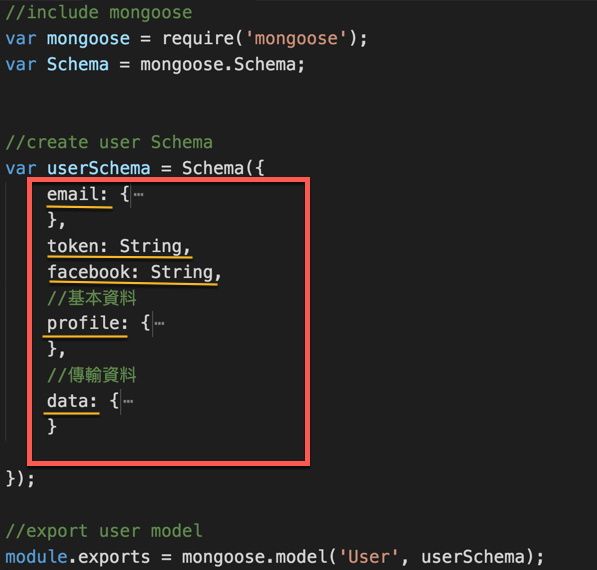 //include mongoose
var mongoose = require('mongoose');
var Schema = mongoose.Schema;
//create user Schema
var userSchema = Schema({
email: {⋯
},
token: String,
facebook: String,
//基本資料
profile: {⋯
},
//傳輸資料
data: {⋯
}
});
//export user model
module.exports = mongoose.model('User', userSchema);